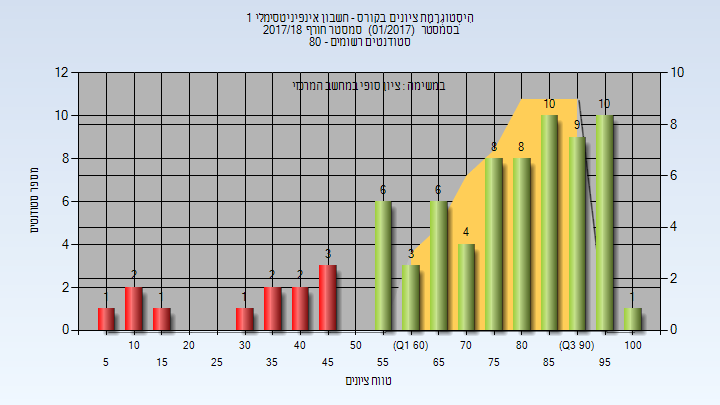 הִיסְטוֹגְרָמַת ציונים בקורס - חשבון אינפיניטסימלי 1
בסמסטר (01/2017) סמסטר חורף 2017/18
סטודנטים רשומים - 80
במשימה : ציון סופי במחשב המרכזי
12 10 8 6 4 2 0
10 8 6 4 2 0
מספר סטודנטים
1 2 1 1 2 2 3 6 3 6 4 8 8 10 9 10 1
10 20 30 40 50 (Q1 60) 70 80 (Q3 90) 100
5 15 25 35 45 55 65 75 85 95
טווח ציונים